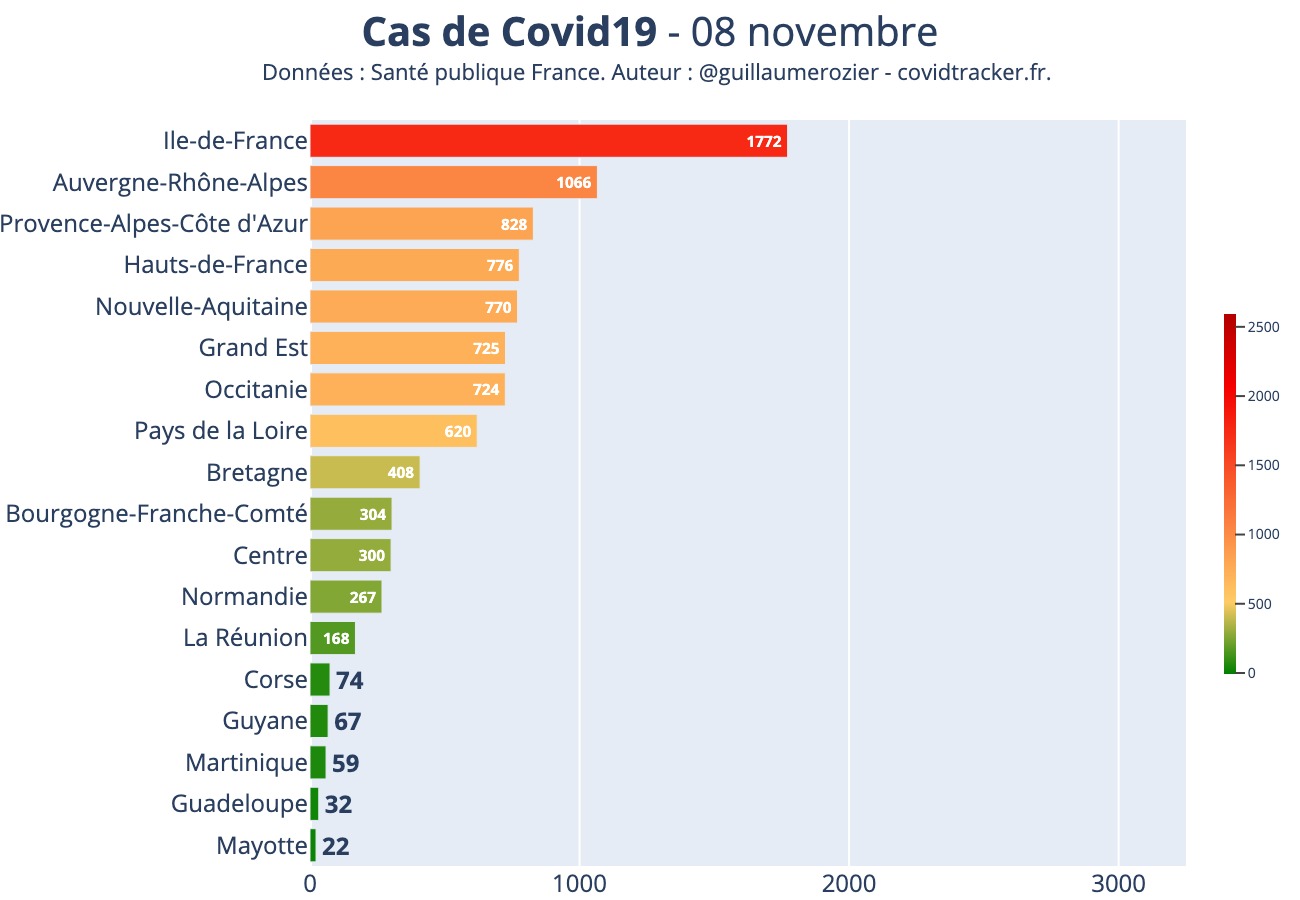 Cas de Covid19 - 08 novembre
Données : Santé publique France. Auteur : @guillaumerozier - covidtracker.fr.
Ile-de-France 1772
Auvergne-Rhône-Alpes 1066
Provence-Alpes-Côte d'Azur 828
Hauts-de-France 776
Nouvelle-Aquitaine 770
Grand Est 725
Occitanie 724
Pays de la Loire 620
Bretagne 408
Bourgogne-Franche-Comté 304
Centre 300
Normandie 267
La Réunion 168
Corse 74
Guyane 67
Martinique 59
Guadeloupe 32
Mayotte 22
0 1000 2000 3000
2500
2000
1500
1000
500
0